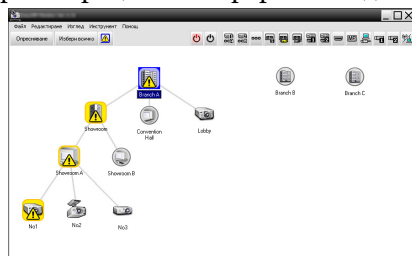 Файл Редактиране Изглед Инструмент Помощ
Опресняване Избери всичко
Branch A
Branch B
Branch C
Showroom
Convention
Hall
Lobby
Showroom A
Showroom B
No1
No2
No3